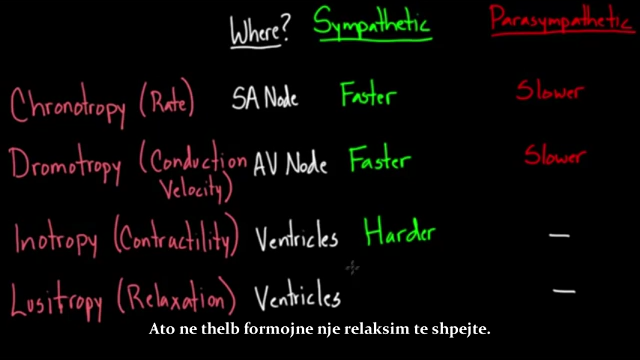 Where? Sympathetic Parasympathetic
Chronotropy (Rate) SA Node Faster Slower
Dromotropy (Conduction Velocity) AV Node Faster Slower
Inotropy (Contractility) Ventricles Harder —
Lusitropy (Relaxation) Ventricles —
Ato ne thelb formojne nje relaksim te shpejte.